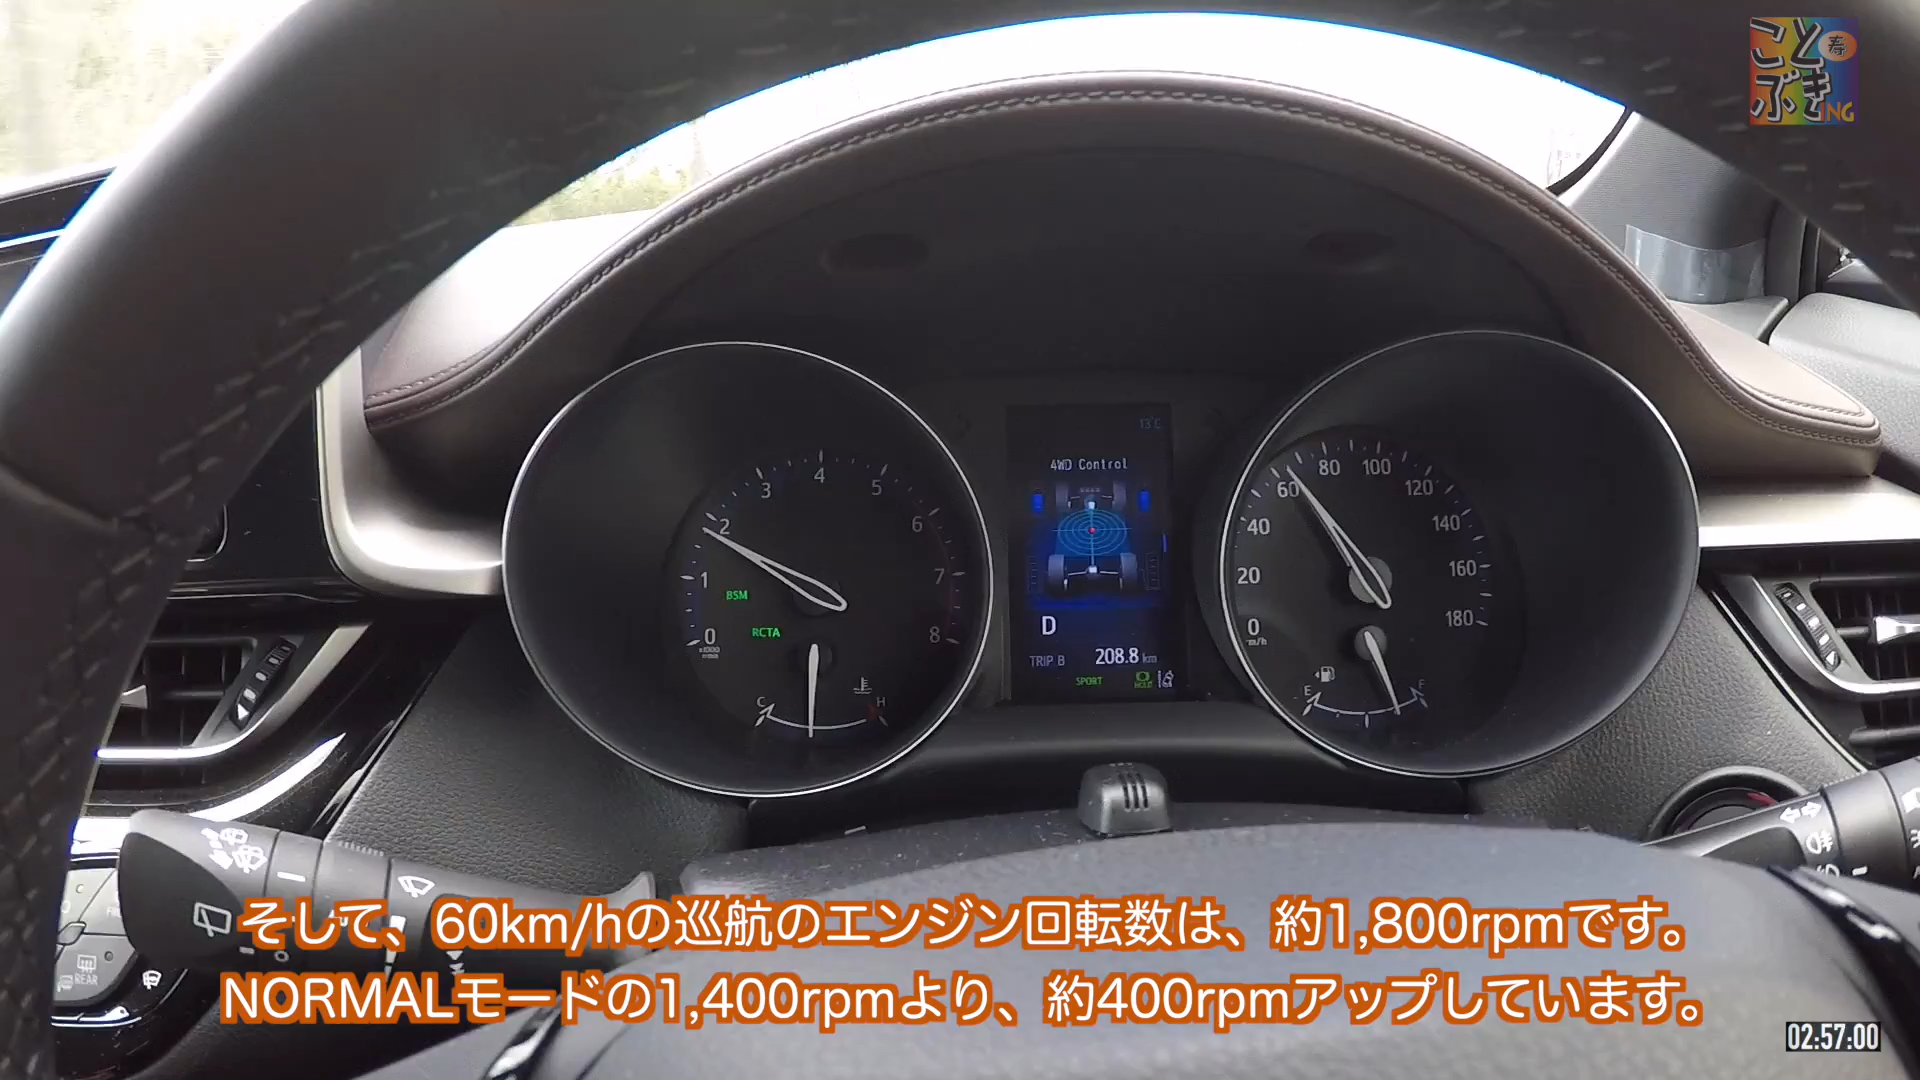 こと寿
ぶきNG
13℃
4WD Control
D
TRIP B 208.8 km
SPORT
HOLD
0 1 2 3 4 5 6 7 8
x1000
BSM
RCTA
C H
0 20 40 60 80 100 120 140 160 180
E F
REAR
そして、60km/hの巡航のエンジン回転数は、約1,800rpmです。
NORMALモードの1,400rpmより、約400rpmアップしています。
02:57:00